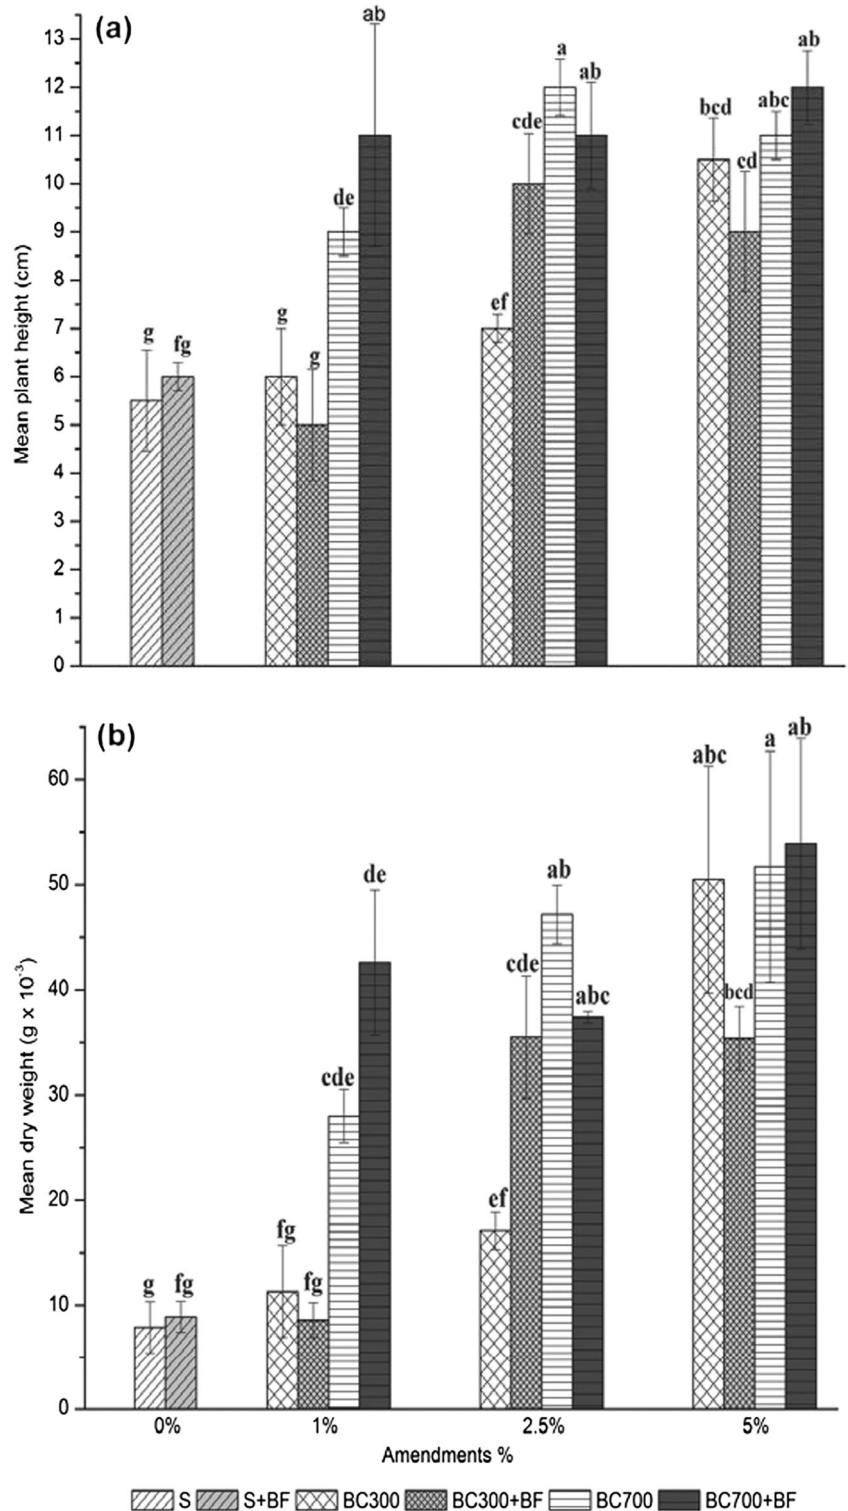 (a)
Mean plant height (cm)
13
12
11
10
9
8
7
6
5
4
3
2
1
0
g
fg
g
g
de
ab
ef
cde
a
ab
bcd
cd
abc
ab
(b)
Mean dry weight (g x 10⁻³)
60
50
40
30
20
10
0
g
fg
fg
fg
cde
de
ef
cde
ab
abc
abc
bcd
a
ab
0% 1% 2.5% 5%
Amendments %
S S+BF BC300 BC300+BF BC700 BC700+BF